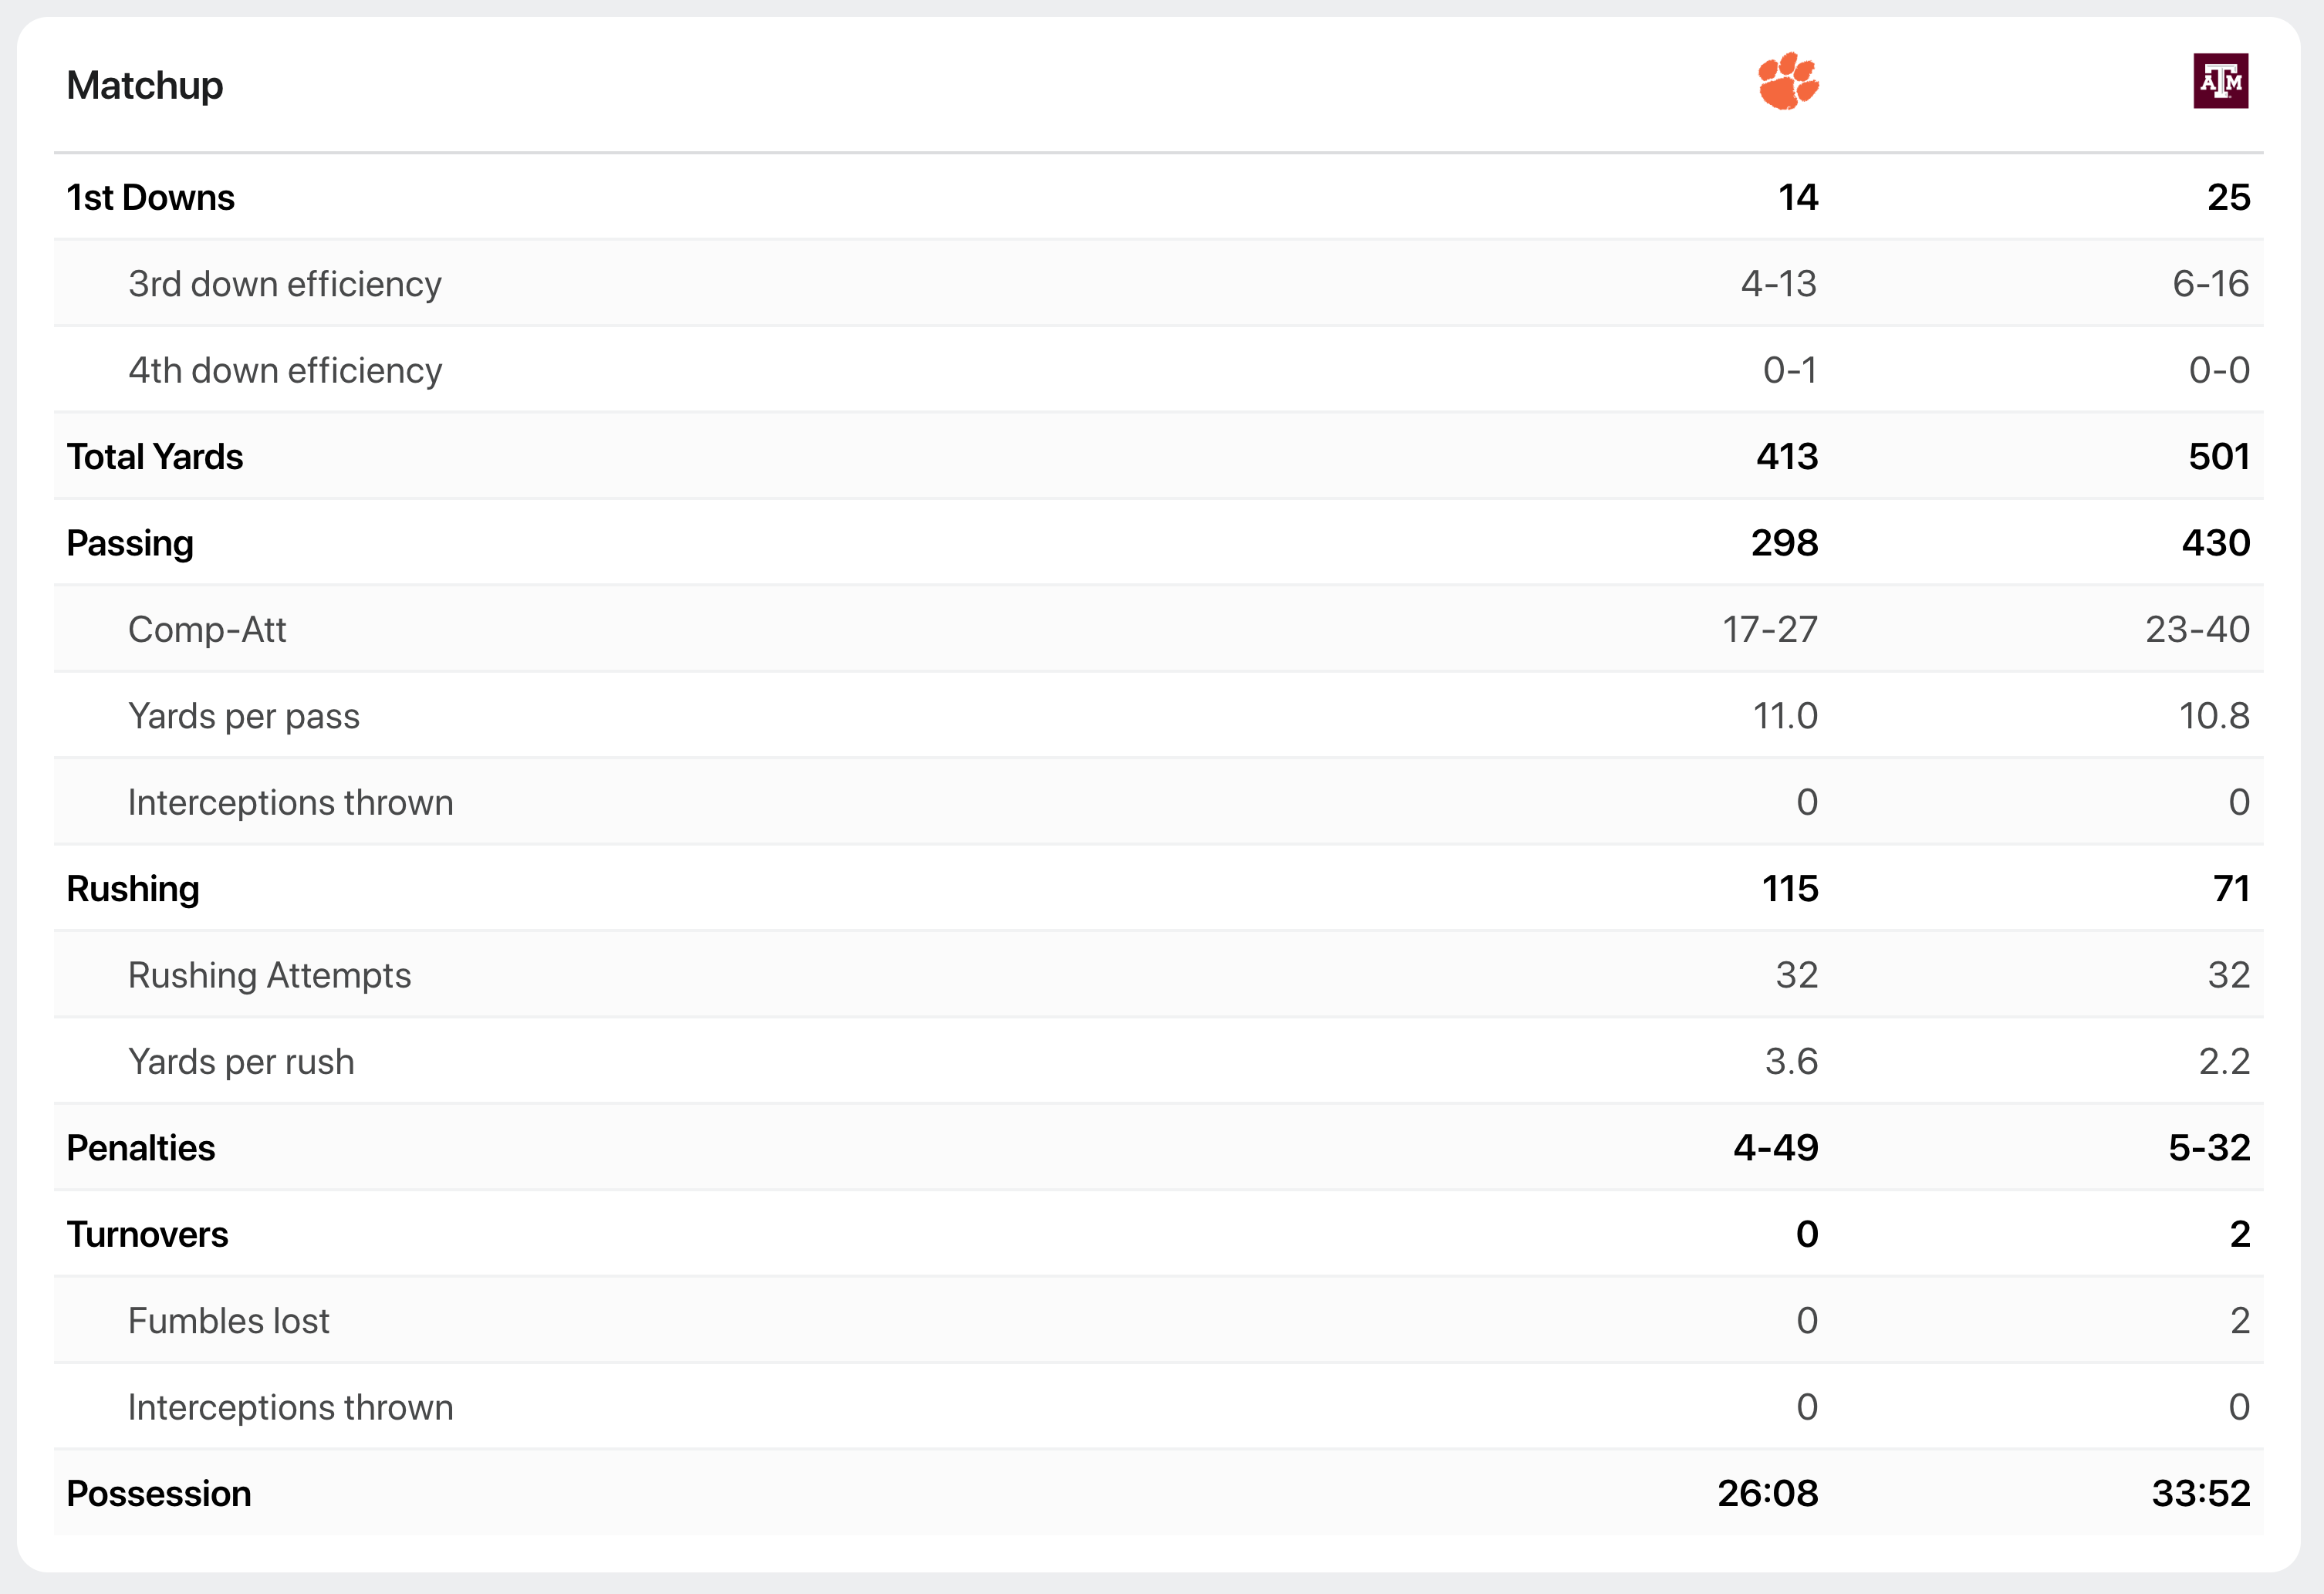 Matchup ATM
1st Downs 14 25
3rd down efficiency 4-13 6-16
4th down efficiency 0-1 0-0
Total Yards 413 501
Passing 298 430
Comp-Att 17-27 23-40
Yards per pass 11.0 10.8
Interceptions thrown 0 0
Rushing 115 71
Rushing Attempts 32 32
Yards per rush 3.6 2.2
Penalties 4-49 5-32
Turnovers 0 2
Fumbles lost 0 2
Interceptions thrown 0 0
Possession 26:08 33:52